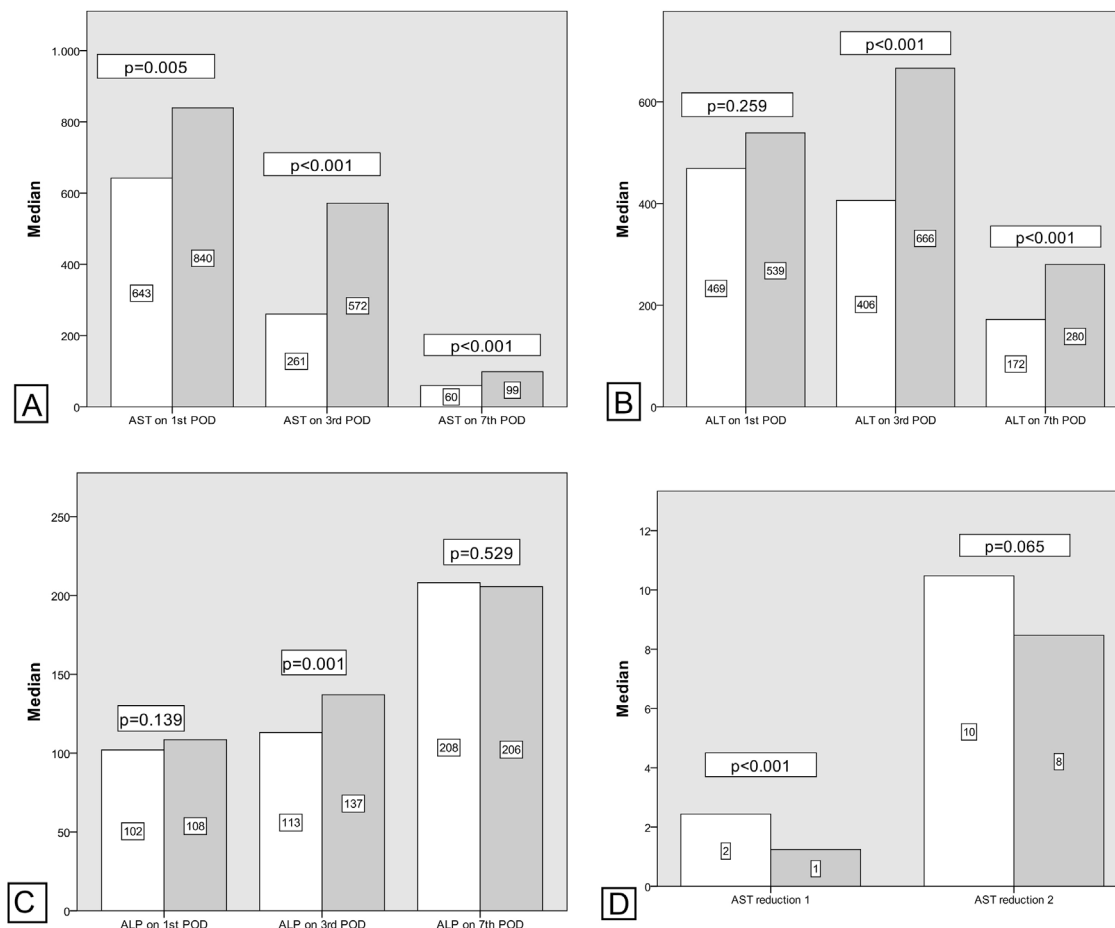 1.000
p=0.005
800
p<0.001
Median
600
840
400
643
572
p<0.001
200
261
60
99
0
A
AST on 1st POD
AST on 3rd POD
AST on 7th POD
p<0.001
p=0.259
600
Median
400
666
p<0.001
539
469
200
406
280
172
0
B
ALT on 1st POD
ALT on 3rd POD
ALT on 7th POD
250
p=0.529
200
p=0.001
150
Median
p=0.139
100
208
206
137
50
113
102
108
0
C
ALP on 1st POD
ALP on 3rd POD
ALP on 7th POD
12
p=0.065
10
8
Median
6
10
8
4
p<0.001
2
2
1
0
D
AST reduction 1
AST reduction 2